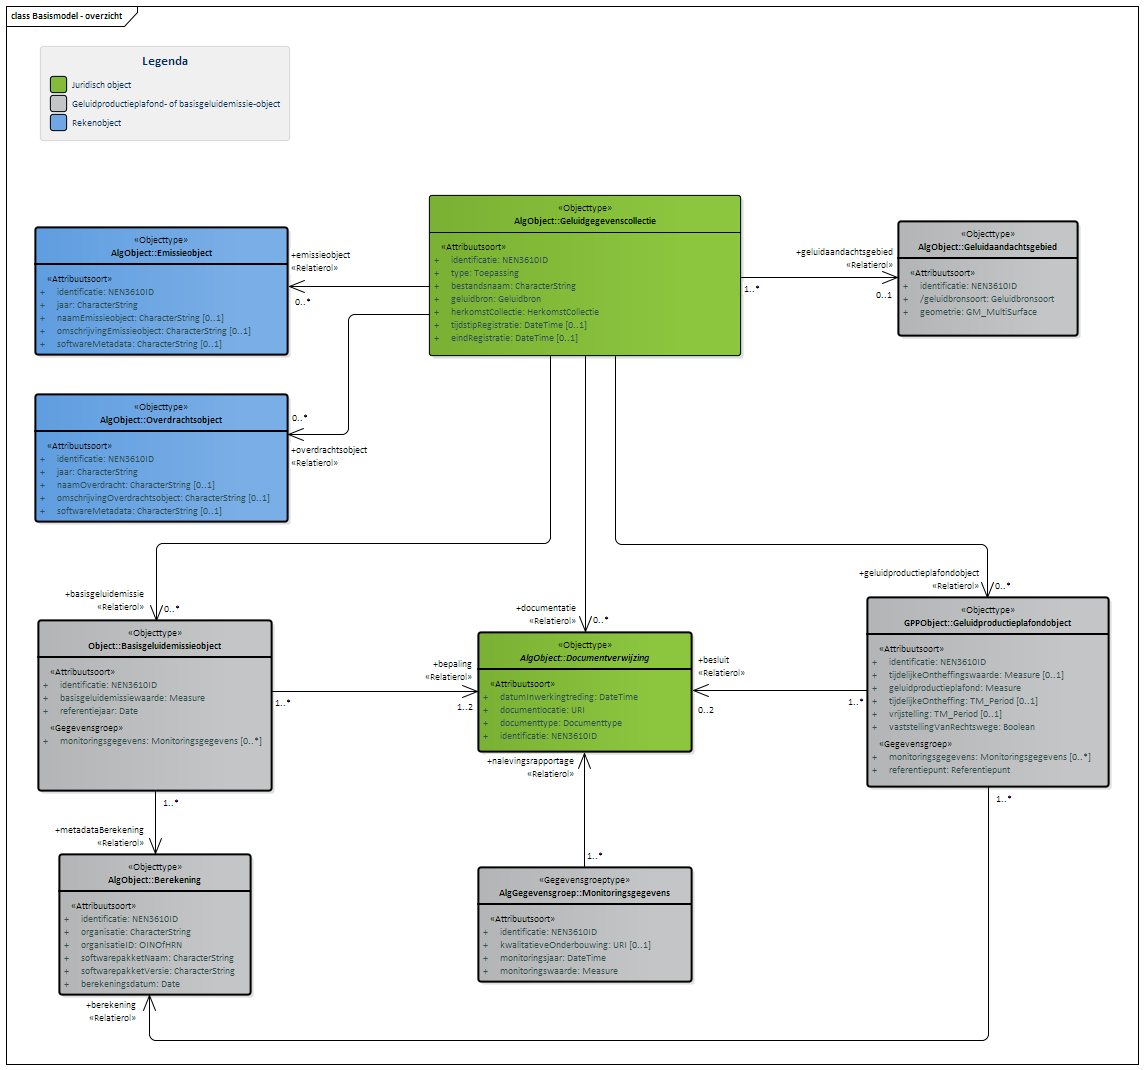 class Basismodel - overzicht
Legenda
Juridisch object
Geluidproductieplafond- of basisgeluidemissie-object
Rekenobject
«Objecttype»
AlgObject::Geluidgegevenscollectie
«Attribuutsoort»
+ identificatie: NEN3610ID
+ type: Toepassing
+ bestandsnaam: CharacterString
+ geluidbron: Geluidbron
+ herkomstCollectie: HerkomstCollectie
+ tijdstipRegistratie: DateTime [0..1]
+ eindRegistratie: DateTime [0..1]
«Objecttype»
AlgObject::Emissieobject
«Attribuutsoort»
+ identificatie: NEN3610ID
+ jaar: CharacterString
+ naamEmissieobject: CharacterString [0..1]
+ omschrijvingEmissieobject: CharacterString [0..1]
+ softwareMetadata: CharacterString [0..1]
+emissieobject
«Relatierol»
0..*
+geluidaandachtsgebied
«Relatierol»
1..*
0..1
«Objecttype»
AlgObject::Geluidaandachtsgebied
«Attribuutsoort»
+ identificatie: NEN3610ID
+ /geluidbronsoort: Geluidbronsoort
+ geometrie: GM_MultiSurface
«Objecttype»
AlgObject::Overdrachtsobject
«Attribuutsoort»
+ identificatie: NEN3610ID
+ jaar: CharacterString
+ naamOverdracht: CharacterString [0..1]
+ omschrijvingOverdrachtsobject: CharacterString [0..1]
+ softwareMetadata: CharacterString [0..1]
0..*
+overdrachtsobject
«Relatierol»
+basisgeluidemissie
«Relatierol»
0..*
+documentatie
«Relatierol»
0..*
+geluidproductieplafondobject
«Relatierol»
0..*
«Objecttype»
Object::Basisgeluidemissieobject
«Attribuutsoort»
+ identificatie: NEN3610ID
+ basisgeluidemissiewaarde: Measure
+ referentiejaar: Date
«Gegevensgroep»
+ monitoringsgegevens: Monitoringsgegevens [0..*]
+bepaling
«Relatierol»
1..*
1..2
«Objecttype»
AlgObject::Documentverwijzing
«Attribuutsoort»
+ datumInwerkingtreding: DateTime
+ documentlocatie: URI
+ documenttype: Documenttype
+ identificatie: NEN3610ID
+besluit
«Relatierol»
0..2
1..*
«Objecttype»
GPPObject::Geluidproductieplafondobject
«Attribuutsoort»
+ identificatie: NEN3610ID
+ tijdelijkeOntheffingswaarde: Measure [0..1]
+ geluidproductieplafond: Measure
+ tijdelijkeOntheffing: TM_Period [0..1]
+ vrijstelling: TM_Period [0..1]
+ vaststellingVanRechtswege: Boolean
«Gegevensgroep»
+ monitoringsgegevens: Monitoringsgegevens [0..*]
+ referentiepunt: Referentiepunt
+nalevingsrapportage
«Relatierol»
1..*
1..*
+metadataBerekening
«Relatierol»
1..*
«Objecttype»
AlgObject::Berekening
«Attribuutsoort»
+ identificatie: NEN3610ID
+ organisatie: CharacterString
+ organisatieID: OINOfHRN
+ softwarepakketNaam: CharacterString
+ softwarepakketVersie: CharacterString
+ berekeningsdatum: Date
«Gegevensgroeptype»
AlgGegevensgroep::Monitoringsgegevens
«Attribuutsoort»
+ identificatie: NEN3610ID
+ kwalitatieveOnderbouwing: URI [0..1]
+ monitoringsjaar: DateTime
+ monitoringswaarde: Measure
+berekening
«Relatierol»